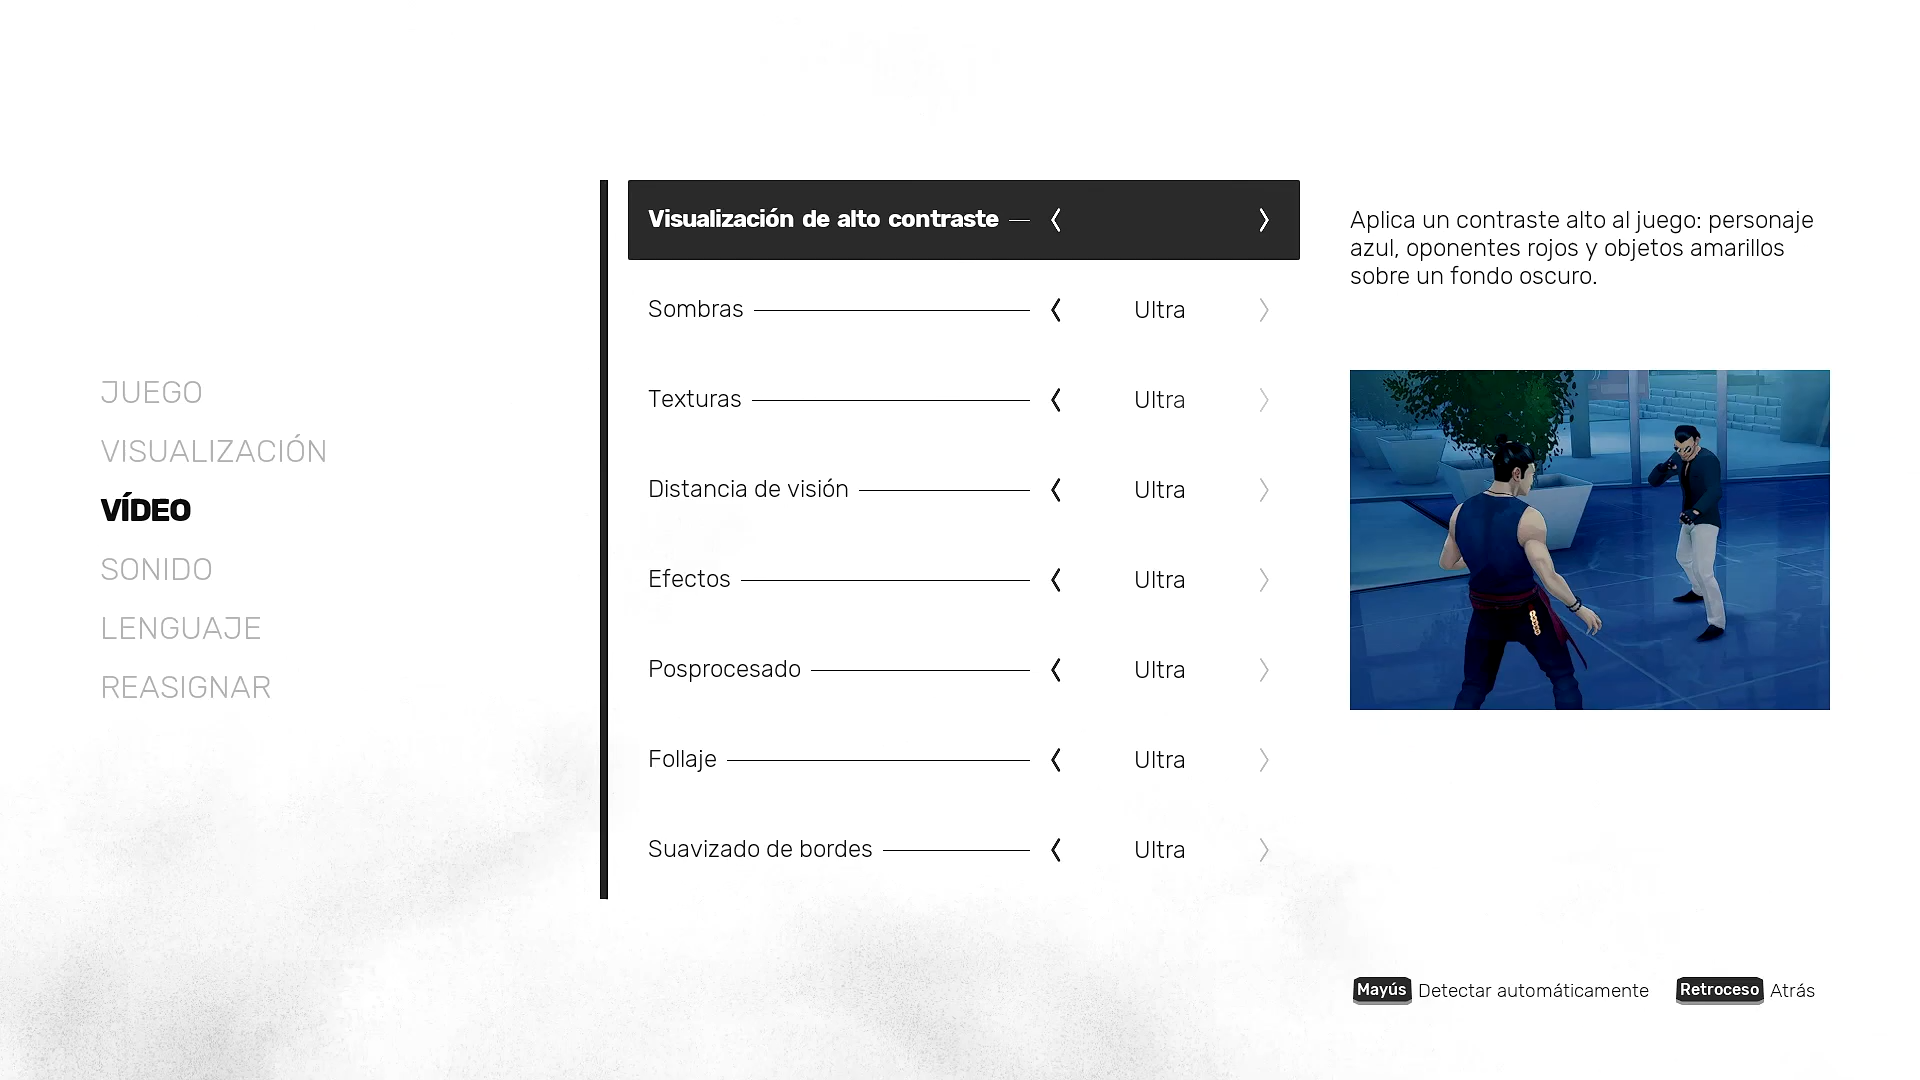 JUEGO
VISUALIZACIÓN
VÍDEO
SONIDO
LENGUAJE
REASIGNAR
Visualización de alto contraste
Sombras Ultra
Texturas Ultra
Distancia de visión Ultra
Efectos Ultra
Posprocesado Ultra
Follaje Ultra
Suavizado de bordes Ultra
Aplica un contraste alto al juego: personaje
azul, oponentes rojos y objetos amarillos
sobre un fondo oscuro.
Mayús Detectar automáticamente Retroceso Atrás